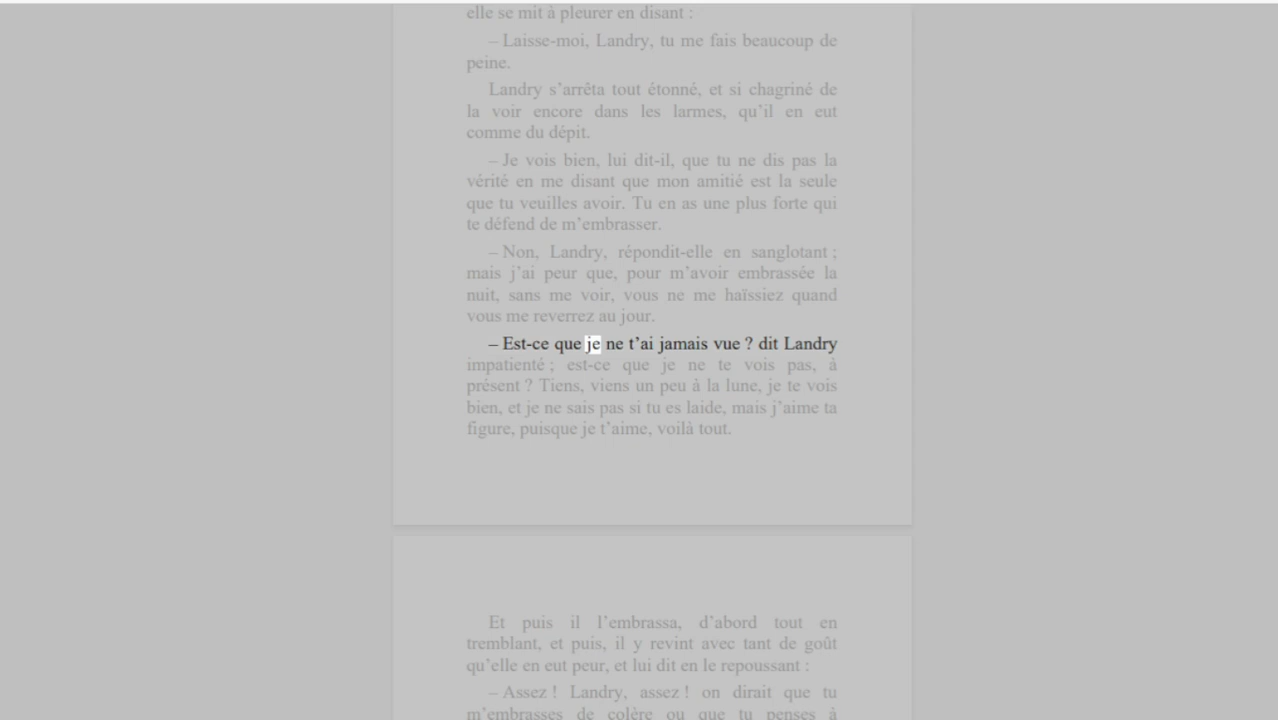 elle se mit à pleurer en disant :
– Laisse-moi, Landry, tu me fais beaucoup de
peine.
Landry s’arrêta tout étonné, et si chagriné de
la voir encore dans les larmes, qu’il en eut
comme du dépit.
– Je vois bien, lui dit-il, que tu ne dis pas la
vérité en me disant que mon amitié est la seule
que tu veuilles avoir. Tu en as une plus forte qui
te défend de m’embrasser.
– Non, Landry, répondit-elle en sanglotant ;
mais j’ai peur que, pour m’avoir embrassée la
nuit, sans me voir, vous ne me haïssiez quand
vous me reverrez au jour.
– Est-ce que je ne t’ai jamais vue ? dit Landry
impatienté ; est-ce que je ne te vois pas, à
présent ? Tiens, viens un peu à la lune, je te vois
bien, et je ne sais pas si tu es laide, mais j’aime ta
figure, puisque je t’aime, voilà tout.
Et puis il l’embrassa, d’abord tout en
tremblant, et puis, il y revint avec tant de goût
qu’elle en eut peur, et lui dit en le repoussant :
– Assez ! Landry, assez ! on dirait que tu
m’embrasses de colère ou que tu penses à